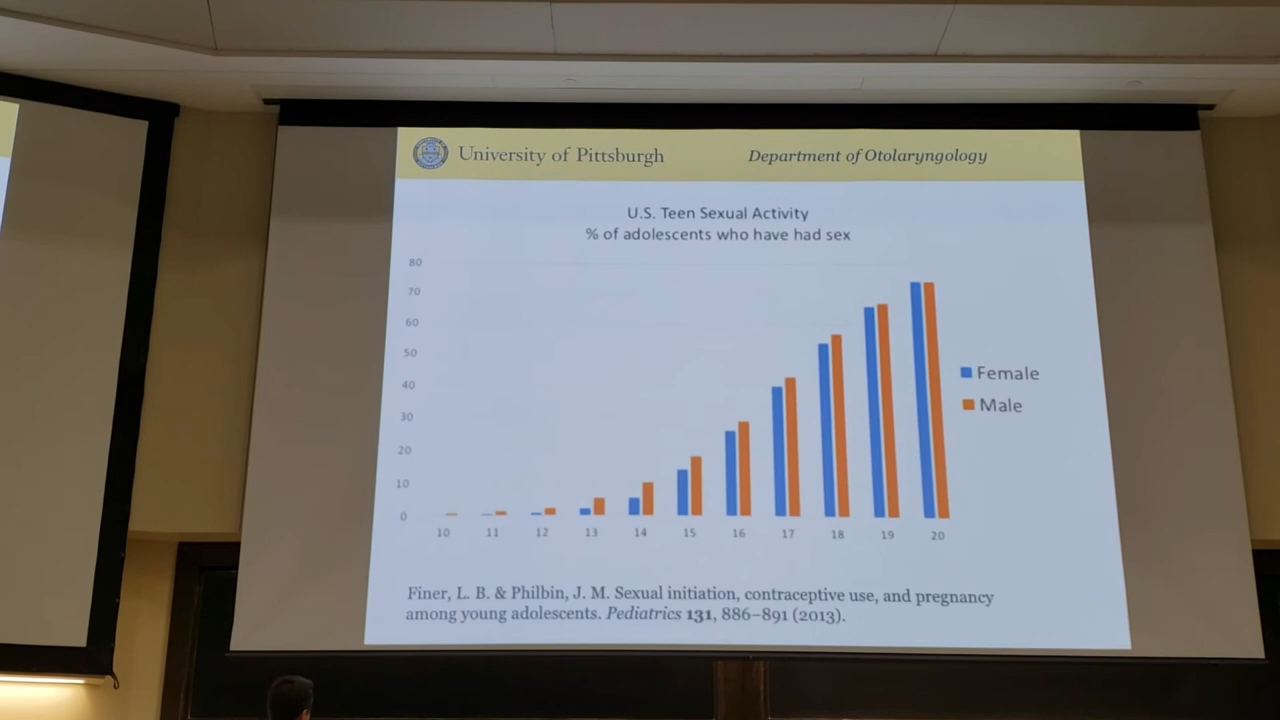 University of Pittsburgh
Department of Otolaryngology
U.S. Teen Sexual Activity
% of adolescents who have had sex
80
70
60
50
40
30
20
10
0
10 11 12 13 14 15 16 17 18 19 20
Female
Male
Finer, L. B. & Philbin, J. M. Sexual initiation, contraceptive use, and pregnancy
among young adolescents. Pediatrics 131, 886–891 (2013).